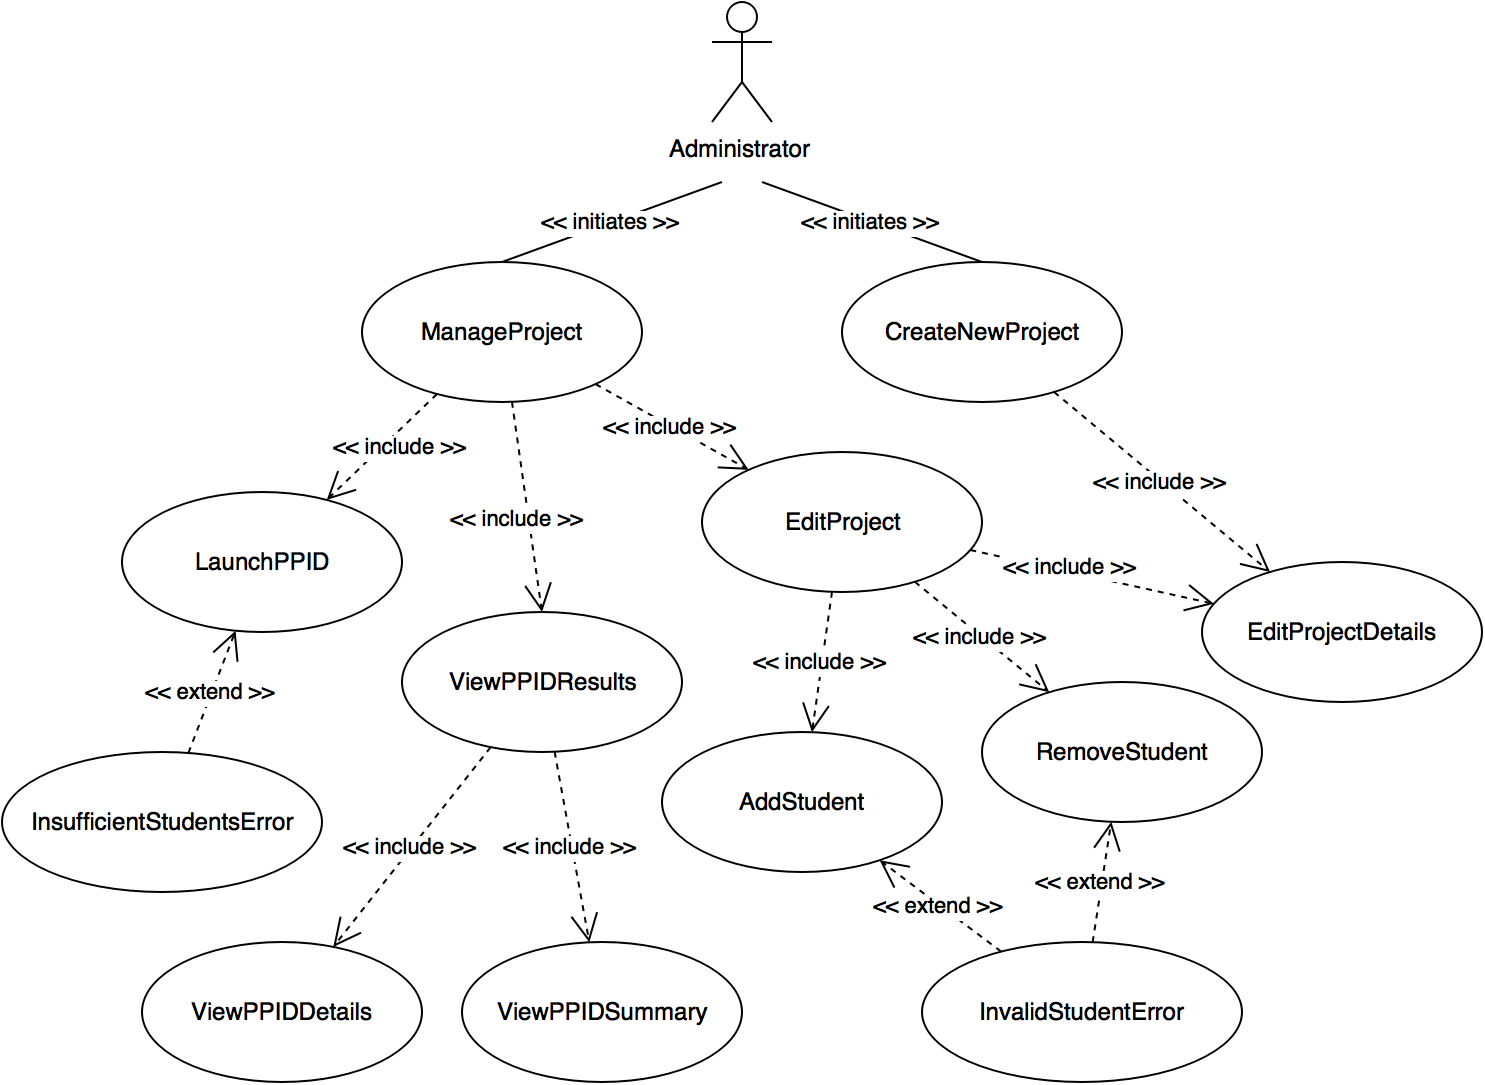 Administrator
<< initiates >>
<< initiates >>
ManageProject
CreateNewProject
<< include >>
<< include >>
<< include >>
<< include >>
EditProject
<< include >>
LaunchPPID
<< include >>
EditProjectDetails
<< include >>
<< include >>
ViewPPIDResults
<< extend >>
RemoveStudent
AddStudent
InsufficientStudentsError
<< include >>
<< include >>
<< extend >>
<< extend >>
ViewPPIDDetails
ViewPPIDSummary
InvalidStudentError